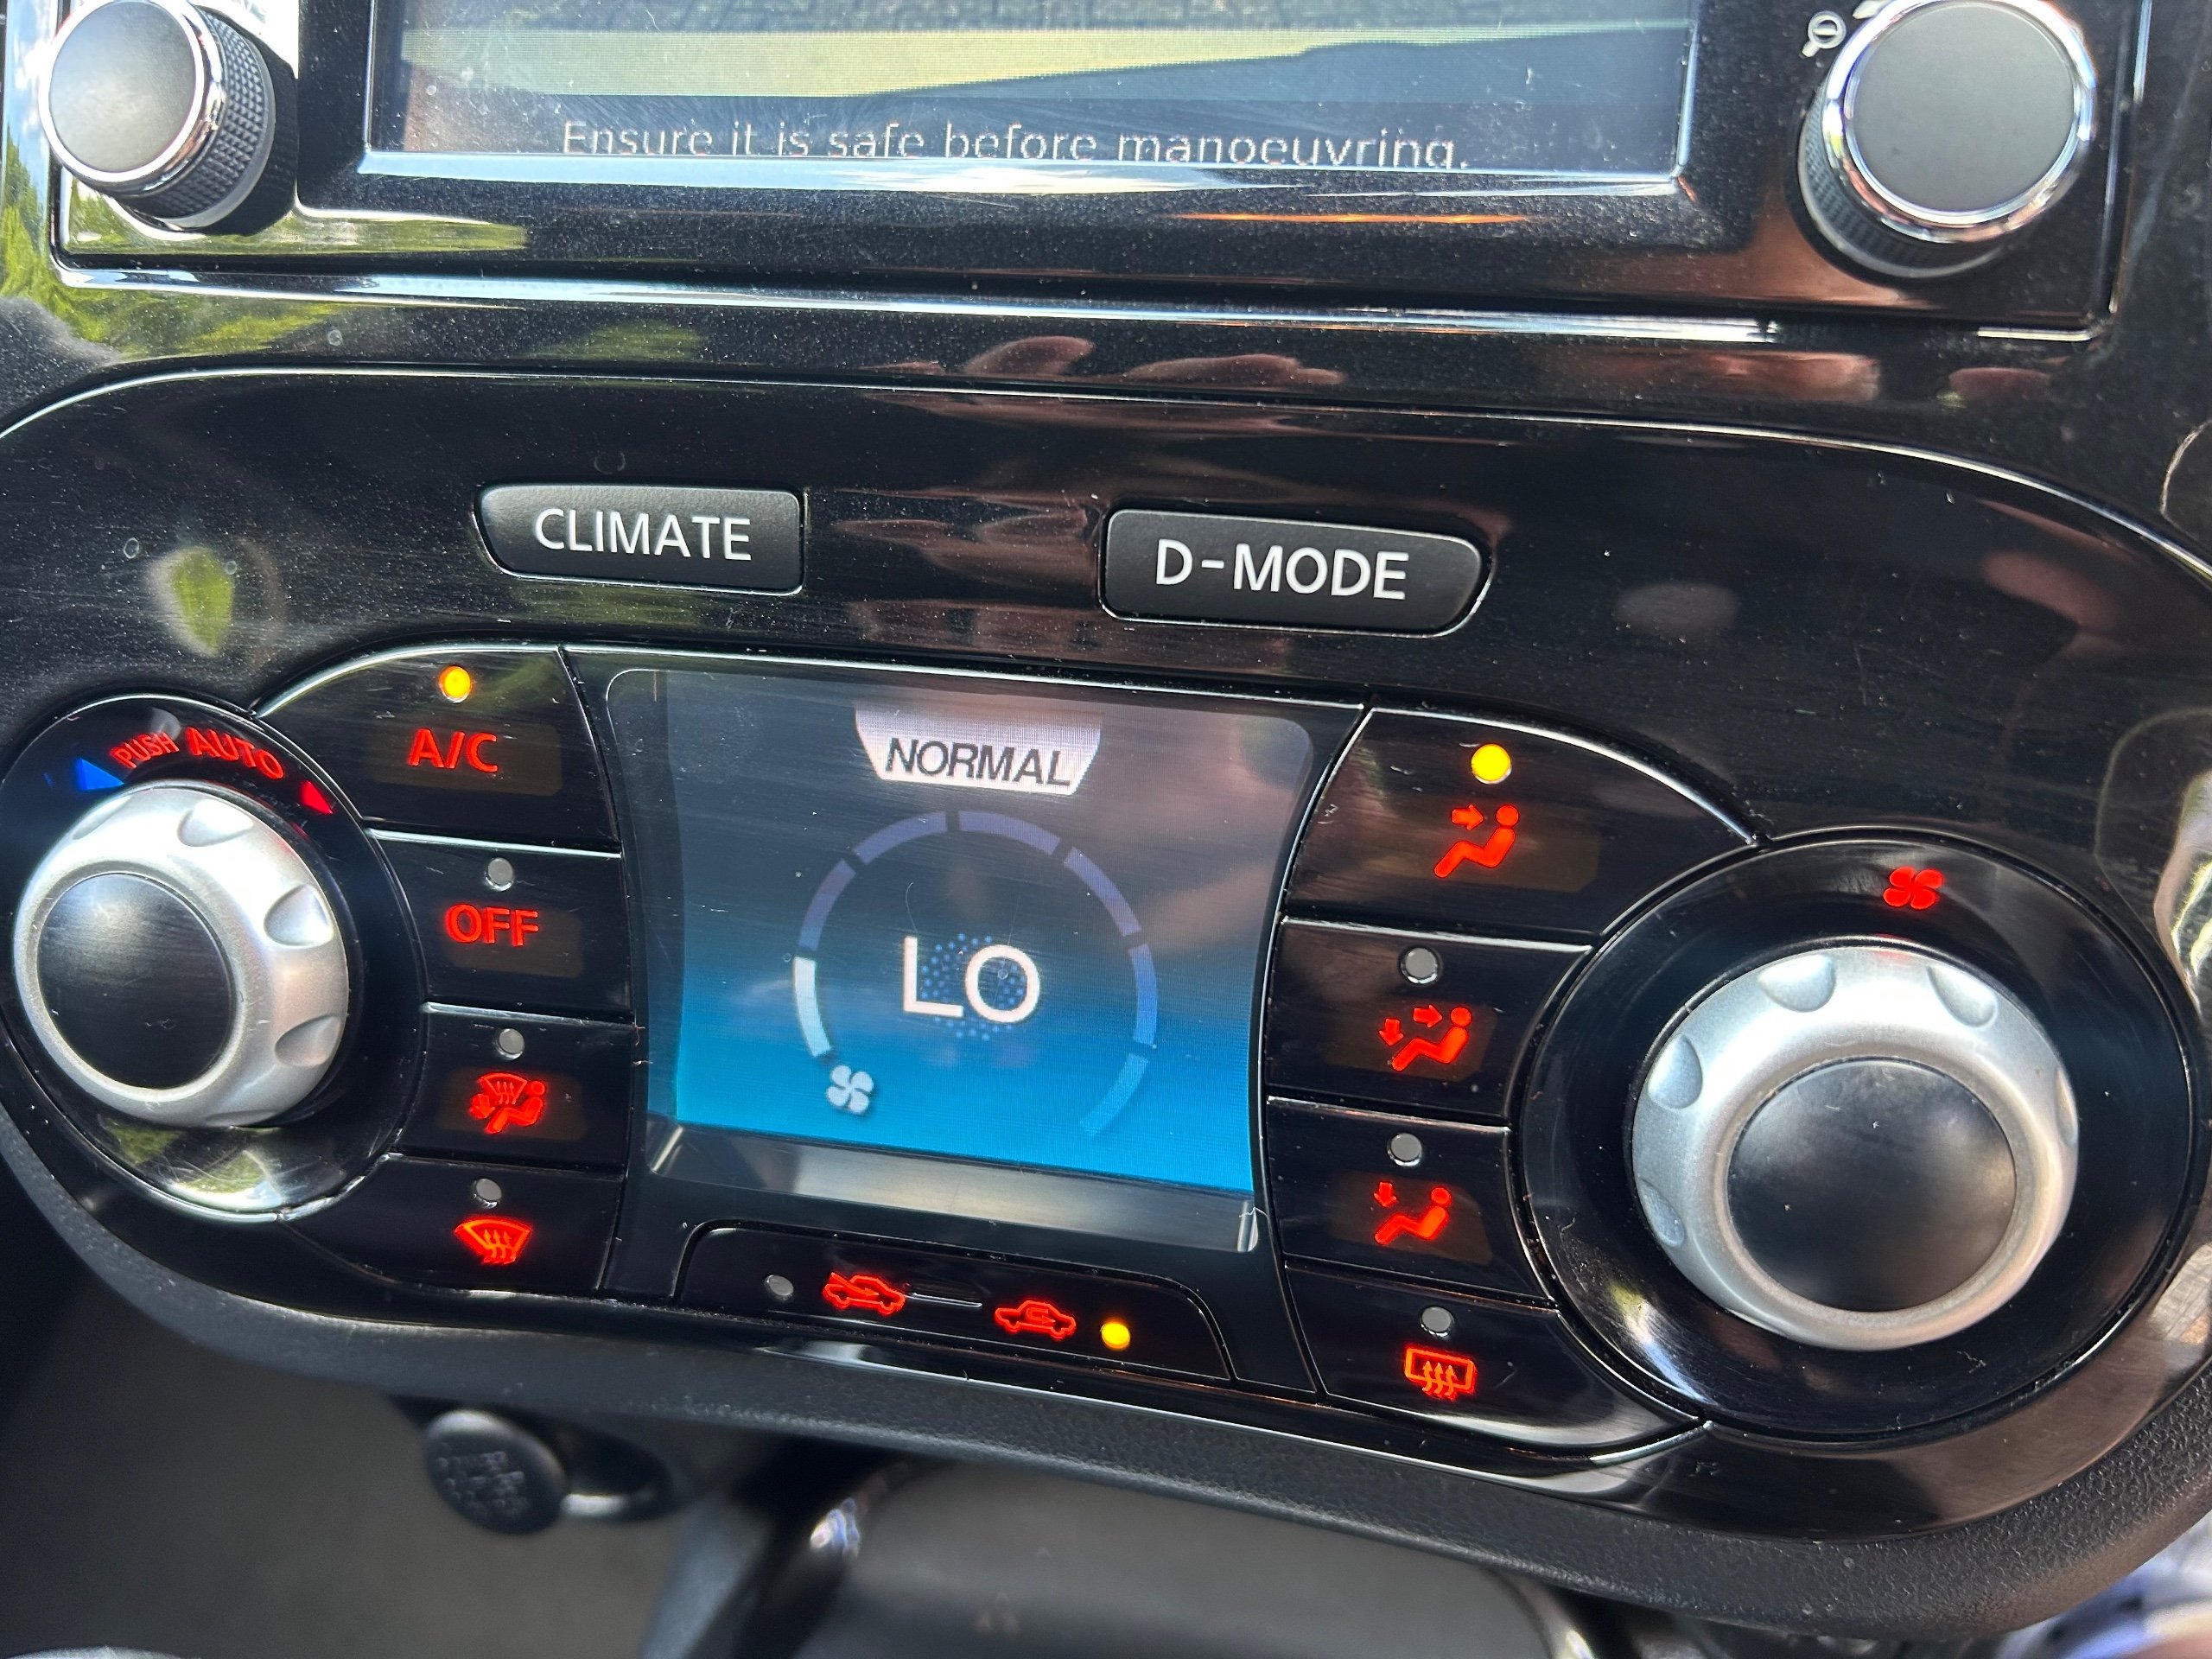 Ensure it is safe before manoeuvring.
CLIMATE
D-MODE
PUSH AUTO
A/C
NORMAL
OFF
LO